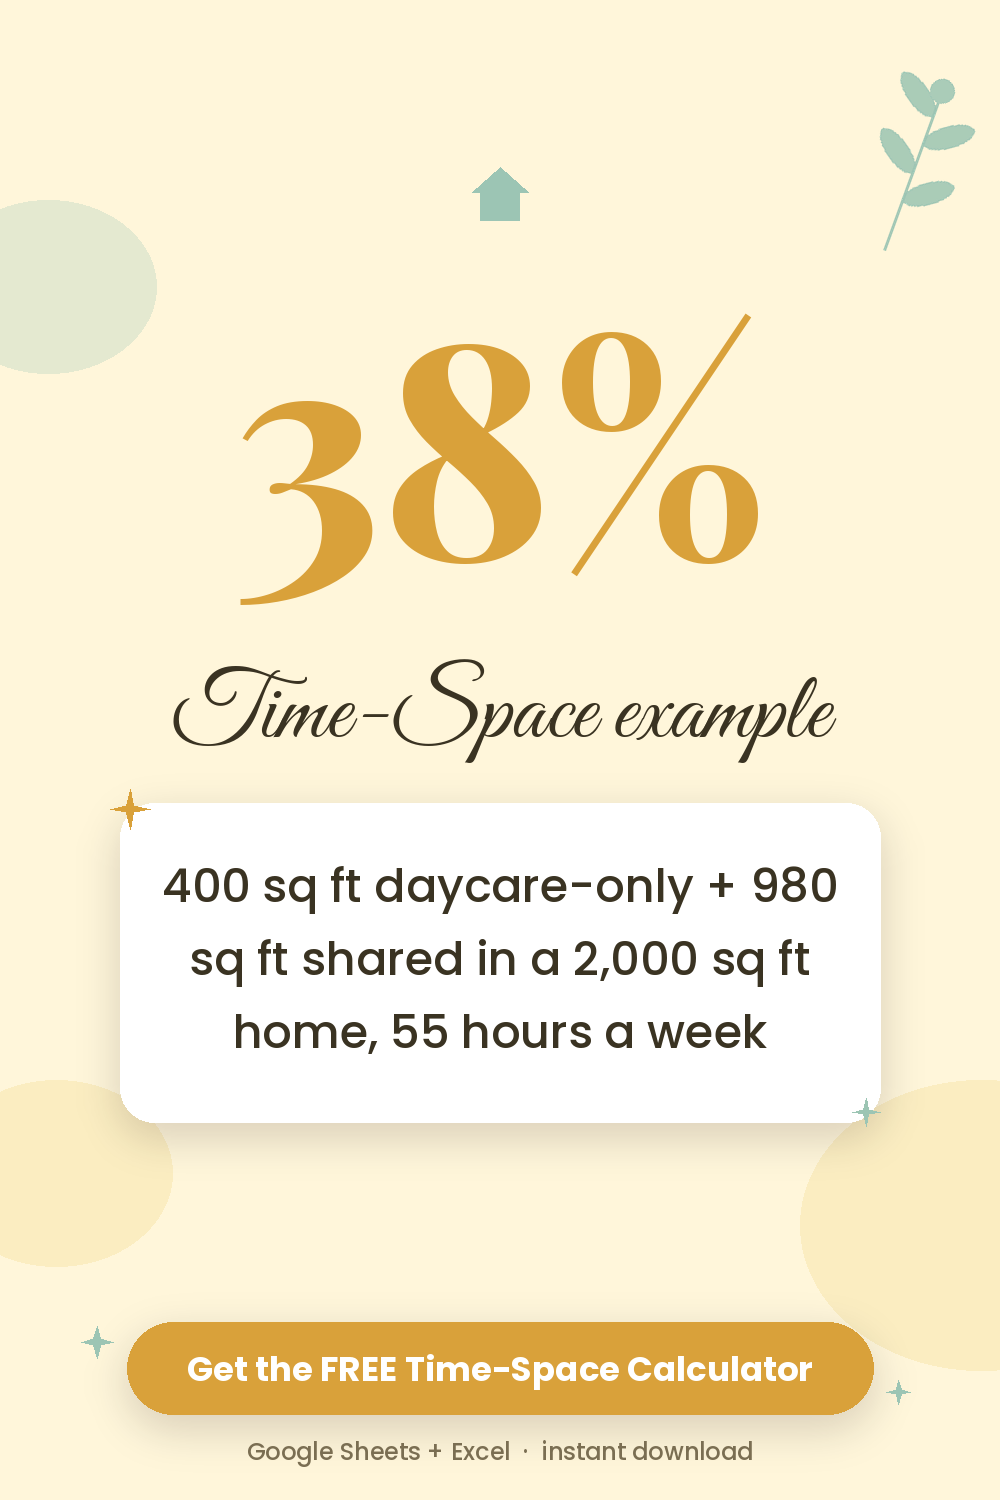 38%
Time-Space example
400 sq ft daycare-only + 980
sq ft shared in a 2,000 sq ft
home, 55 hours a week
Get the FREE Time-Space Calculator
Google Sheets + Excel · instant download